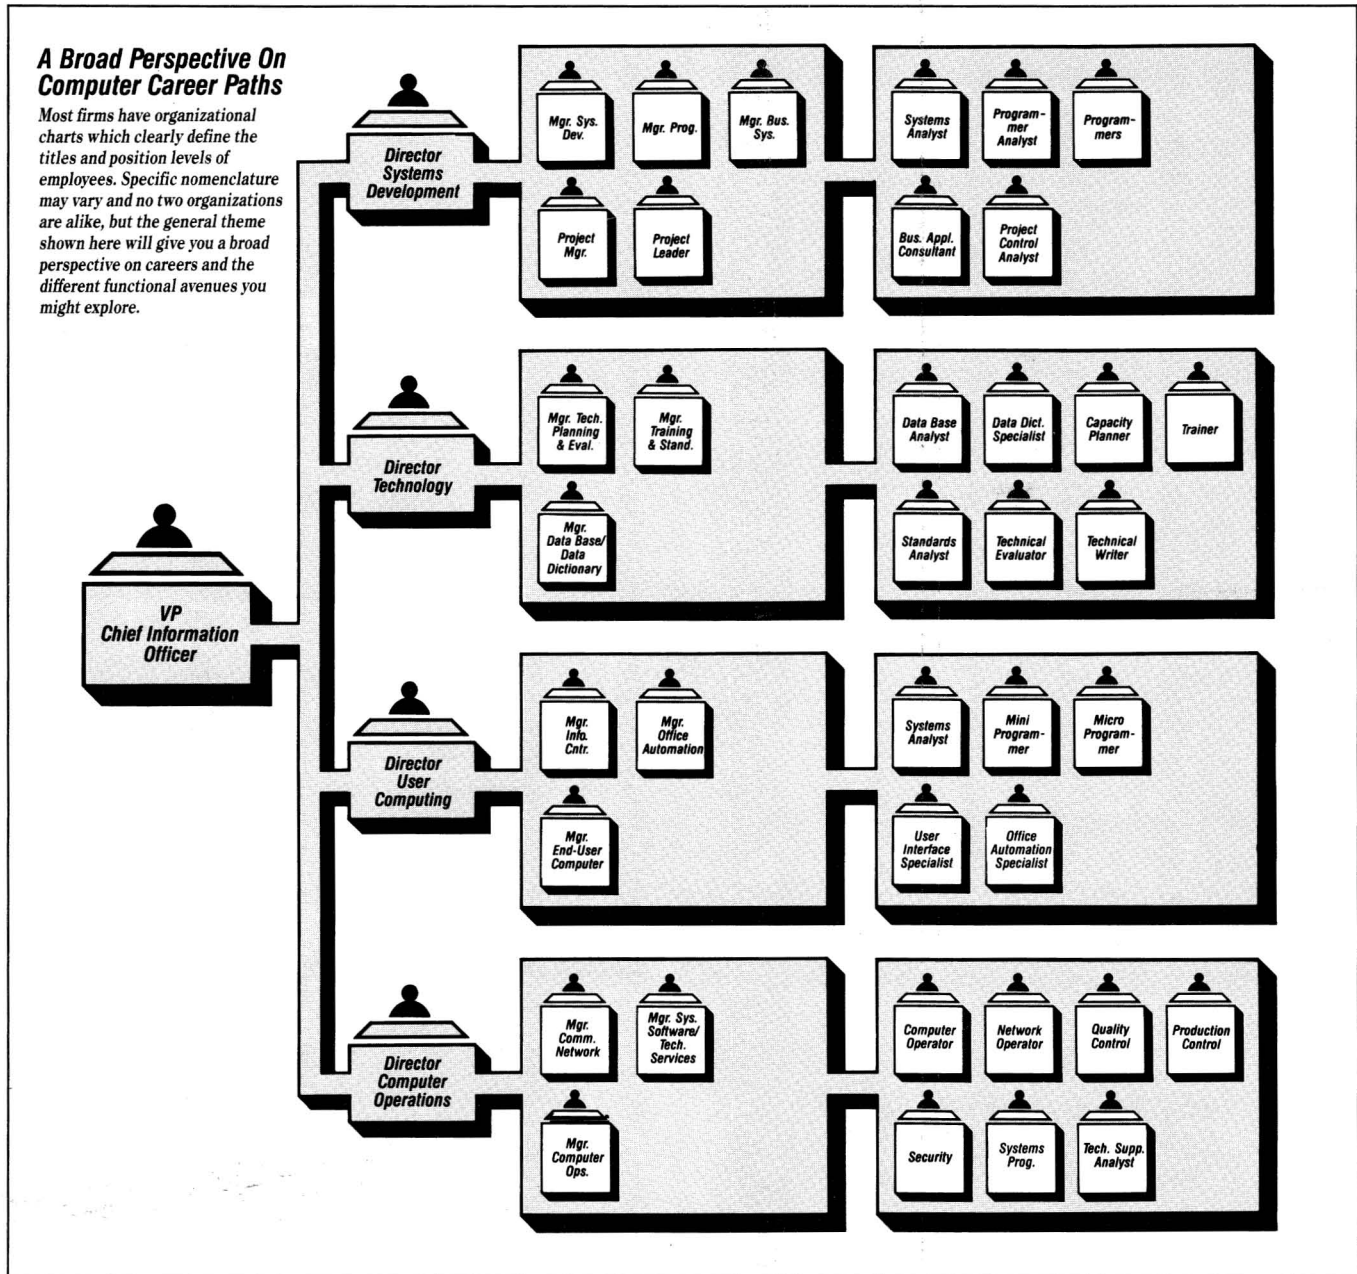 A Broad Perspective On
Computer Career Paths
Most firms have organizational
charts which clearly define the
titles and position levels of
employees. Specific nomenclature
may vary and no two organizations
are alike, but the general theme
shown here will give you a broad
perspective on careers and the
different functional avenues you
might explore.
VP
Chief Information
Officer
Director
Systems
Development
Mgr. Sys.
Dev.
Mgr. Prog.
Mgr. Bus.
Sys.
Project
Mgr.
Project
Leader
Systems
Analyst
Program-
mer
Analyst
Program-
mers
Bus. Appl.
Consultant
Project
Control
Analyst
Director
Technology
Mgr. Tech.
Planning
& Eval.
Mgr.
Training
& Stand.
Mgr.
Data Base/
Data
Dictionary
Data Base
Analyst
Data Dict.
Specialist
Capacity
Planner
Trainer
Standards
Analyst
Technical
Evaluator
Technical
Writer
Director
User
Computing
Mgr.
Info.
Cntr.
Mgr.
Office
Automation
Mgr.
End-User
Computer
Systems
Analyst
Mini
Program-
mer
Micro
Program-
mer
User
Interface
Specialist
Office
Automation
Specialist
Director
Computer
Operations
Mgr.
Comm.
Network
Mgr. Sys.
Software/
Tech.
Services
Mgr.
Computer
Ops.
Computer
Operator
Network
Operator
Quality
Control
Production
Control
Security
Systems
Prog.
Tech. Supp.
Analyst